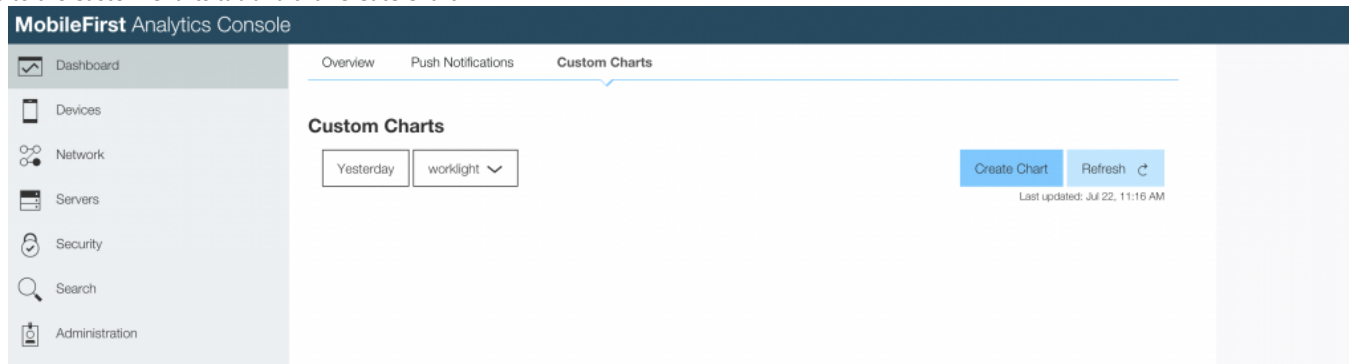 MobileFirst Analytics Console
Dashboard
Devices
Network
Servers
Security
Search
Administration
Overview Push Notifications Custom Charts
Custom Charts
Yesterday worklight
Create Chart Refresh
Last updated: Jul 22, 11:16 AM